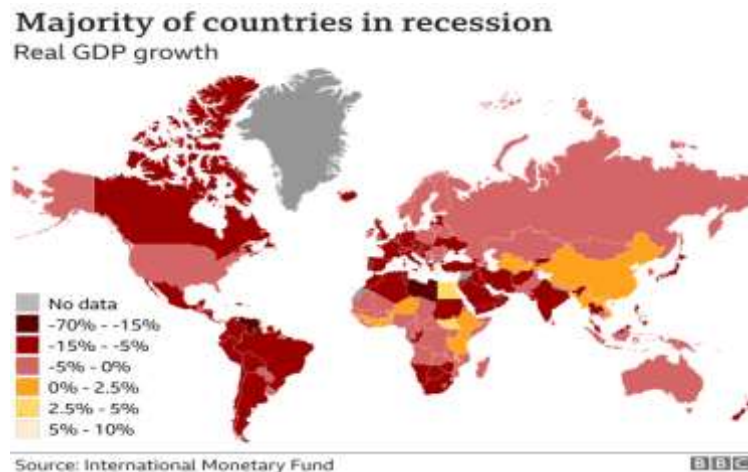 Majority of countries in recession
Real GDP growth
No data
-70% - -15%
-15% - -5%
-5% - 0%
0% - 2.5%
2.5% - 5%
5% - 10%
Source: International Monetary Fund
BBC